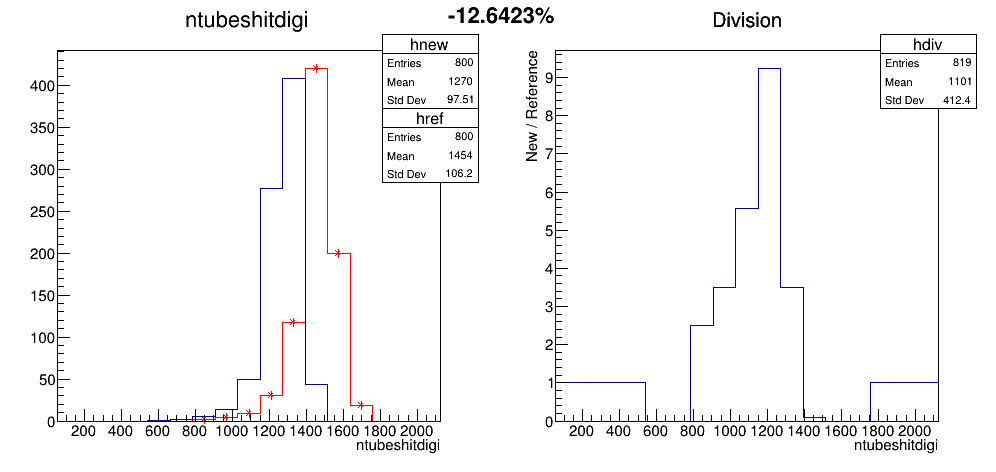 -12.6423%
ntubeshitdigi
hnew
Entries 800
Mean 1270
Std Dev 97.51
href
Entries 800
Mean 1454
Std Dev 106.2
400
350
300
250
200
150
100
50
0
200 400 600 800 1000 1200 1400 1600 1800 2000
ntubeshitdigi
Division
hdiv
Entries 819
Mean 1101
Std Dev 412.4
New / Reference
9
8
7
6
5
4
3
2
1
0
200 400 600 800 1000 1200 1400 1600 1800 2000
ntubeshitdigi